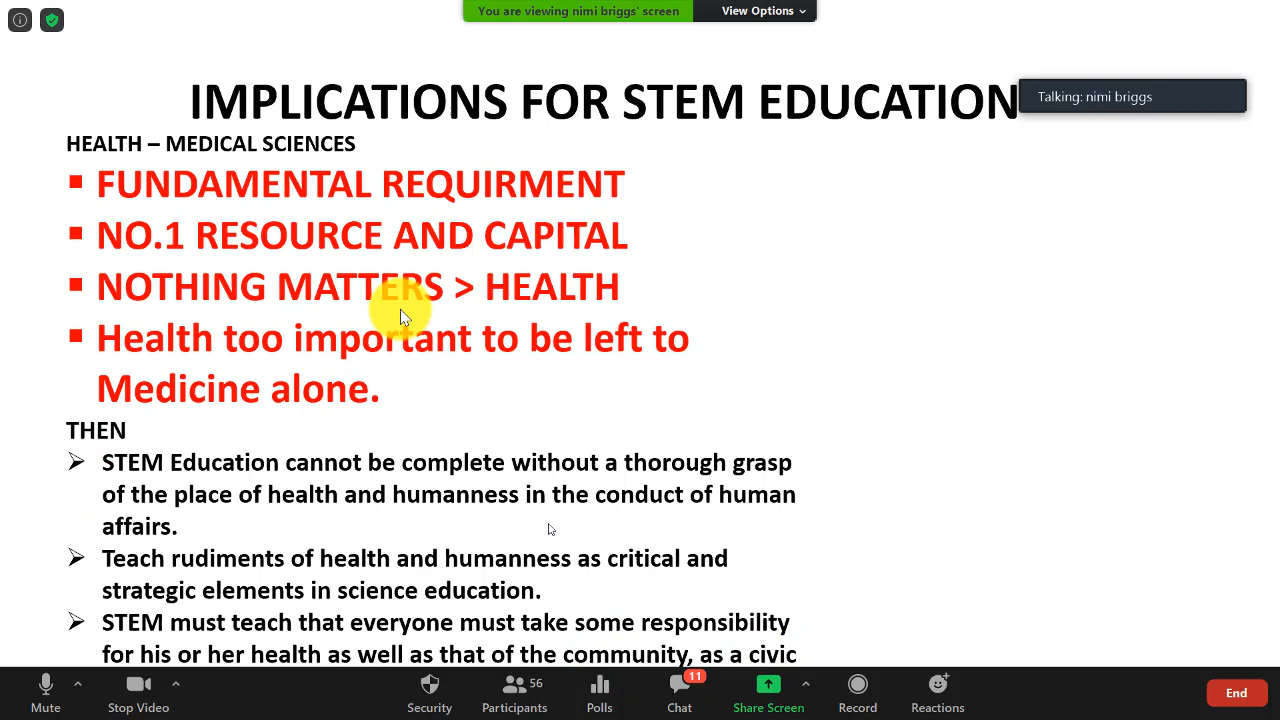 You are viewing nimi briggs' screen
View Options
IMPLICATIONS FOR STEM EDUCATION
Talking: nimi briggs
HEALTH – MEDICAL SCIENCES
▪ FUNDAMENTAL REQUIRMENT
▪ NO.1 RESOURCE AND CAPITAL
▪ NOTHING MATTERS > HEALTH
▪ Health too important to be left to
Medicine alone.
THEN
➢ STEM Education cannot be complete without a thorough grasp
of the place of health and humanness in the conduct of human
affairs.
➢ Teach rudiments of health and humanness as critical and
strategic elements in science education.
➢ STEM must teach that everyone must take some responsibility
for his or her health as well as that of the community, as a civic
Mute
Stop Video
Security
56
Participants
Polls
11
Chat
Share Screen
Record
Reactions
End